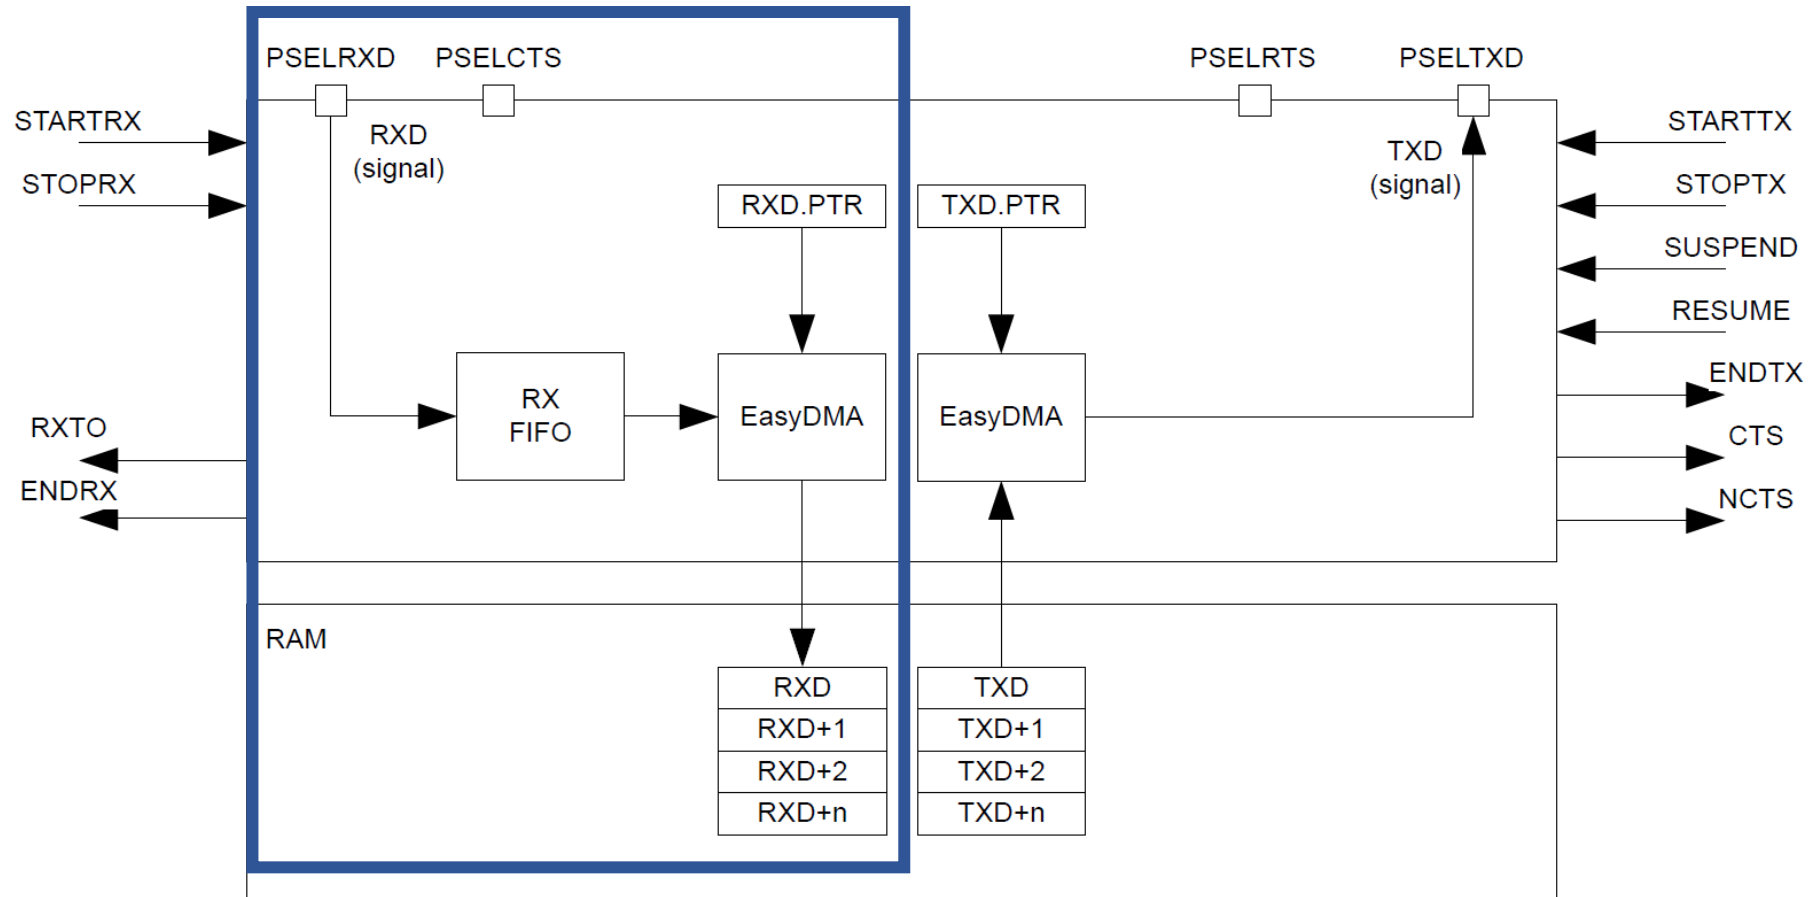 PSELRXD PSELCTS PSELRTS PSELTXD
STARTRX STARTTX
RXD
(signal)
TXD
(signal)
STOPRX STOPTX
RXD.PTR TXD.PTR
SUSPEND
RESUME
RX
FIFO
EasyDMA EasyDMA
ENDTX
RXTO CTS
ENDRX NCTS
RAM
RXD TXD
RXD+1 TXD+1
RXD+2 TXD+2
RXD+n TXD+n